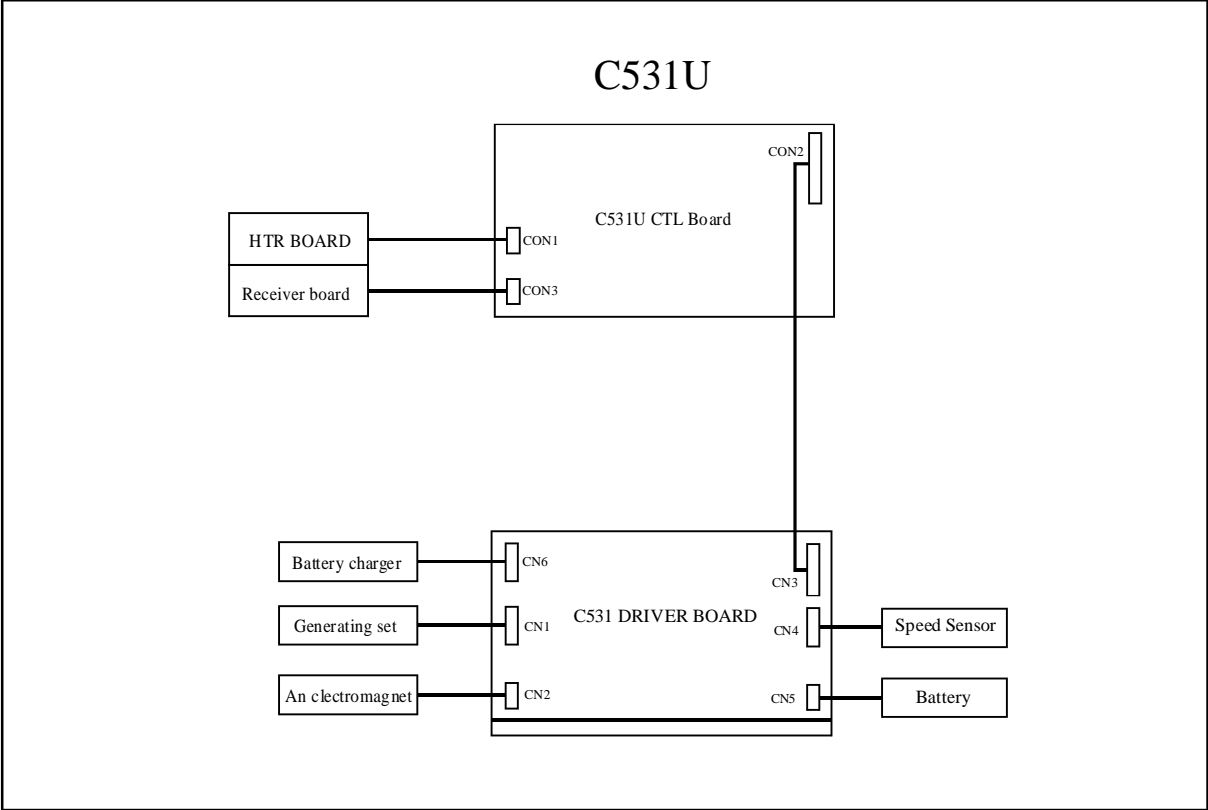 C531U
CON2
C531U CTL Board
HTR BOARD
CON1
Receiver board
CON3
Battery charger
CN6
CN3
Generating set
CN1
C531 DRIVER BOARD
CN4
Speed Sensor
An clectromagnet
CN2
CN5
Battery